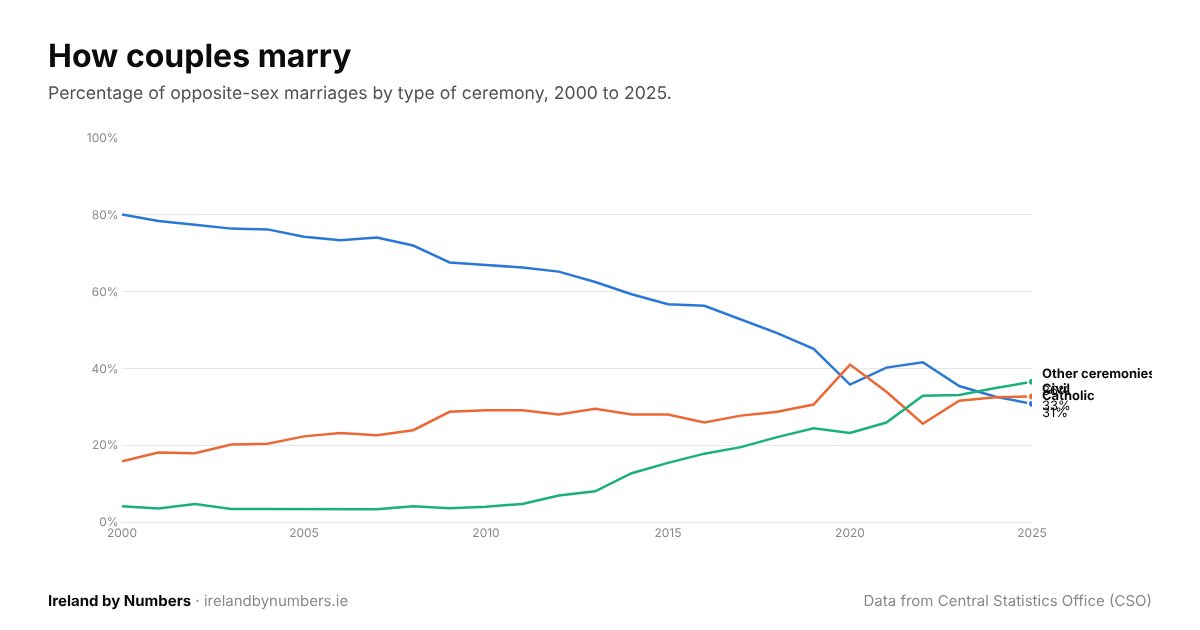 How couples marry
Percentage of opposite-sex marriages by type of ceremony, 2000 to 2025.
100%
80%
60%
40%
20%
0%
2000
2005
2010
2015
2020
2025
Other ceremonies
Civil
Catholic
33%
31%
Ireland by Numbers · irelandbynumbers.ie
Data from Central Statistics Office (CSO)